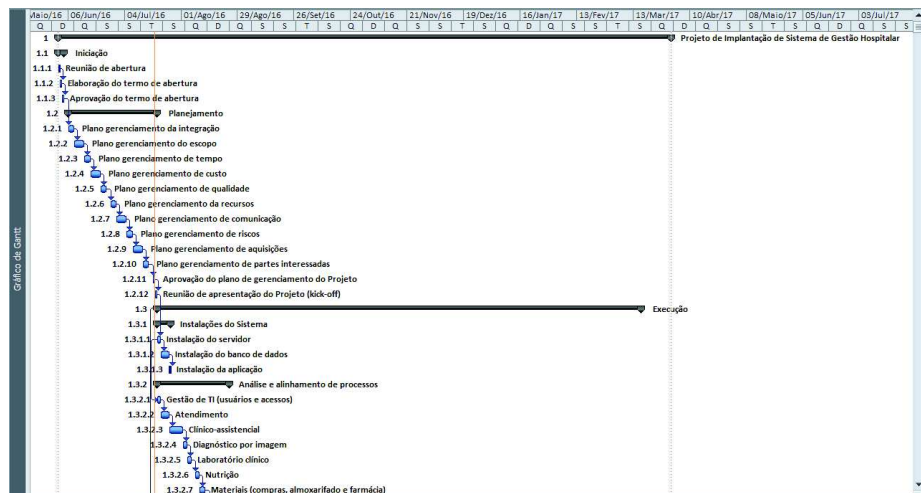 Maio/16 06/Jun/16 04/Jul/16 01/Ago/16 29/Ago/16 26/Set/16 24/Out/16 21/Nov/16 19/Dez/16 16/Jan/17 13/Fev/17 13/Mar/17 10/Abr/17 08/Maio/17 05/Jun/17 03/Jul/17
1 Projeto de Implantação de Sistema de Gestão Hospitalar
1.1 Iniciação
1.1.1 Reunião de abertura
1.1.2 Elaboração do termo de abertura
1.1.3 Aprovação do termo de abertura
1.2 Planejamento
1.2.1 Plano gerenciamento da integração
1.2.2 Plano gerenciamento do escopo
1.2.3 Plano gerenciamento de tempo
1.2.4 Plano gerenciamento de custo
1.2.5 Plano gerenciamento de qualidade
1.2.6 Plano gerenciamento da recursos
1.2.7 Plano gerenciamento de comunicação
1.2.8 Plano gerenciamento de riscos
1.2.9 Plano gerenciamento de aquisições
1.2.10 Plano gerenciamento de partes interessadas
1.2.11 Aprovação do plano de gerenciamento do Projeto
1.2.12 Reunião de apresentação do Projeto (kick-off)
1.3 Execução
1.3.1 Instalações do Sistema
1.3.1.1 Instalação do servidor
1.3.1.2 Instalação do banco de dados
1.3.1.3 Instalação da aplicação
1.3.2 Análise e alinhamento de processos
1.3.2.1 Gestão de TI (usuários e acessos)
1.3.2.2 Atendimento
1.3.2.3 Clínico-assistencial
1.3.2.4 Diagnóstico por imagem
1.3.2.5 Laboratório clínico
1.3.2.6 Nutrição
1.3.2.7 Materiais (compras, almoxarifado e farmácia)
Gráfico de Gantt